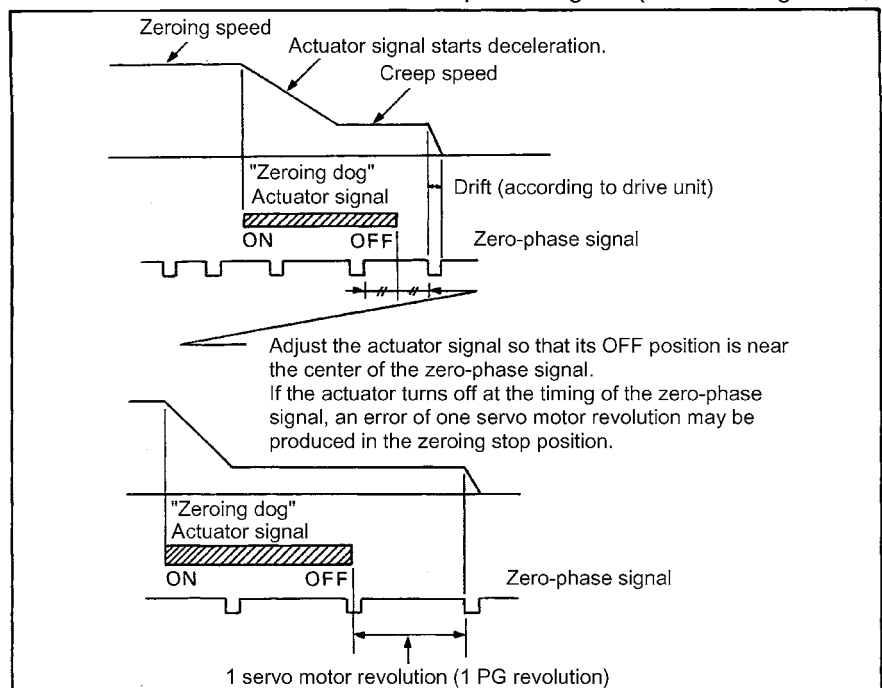 Zeroing speed
Actuator signal starts deceleration.
Creep speed
"Zeroing dog"
Actuator signal
Drift (according to drive unit)
ON
OFF
Zero-phase signal
Adjust the actuator signal so that its OFF position is near
the center of the zero-phase signal.
If the actuator turns off at the timing of the zero-phase
signal, an error of one servo motor revolution may be
produced in the zeroing stop position.
"Zeroing dog"
Actuator signal
ON
OFF
Zero-phase signal
1 servo motor revolution (1 PG revolution)